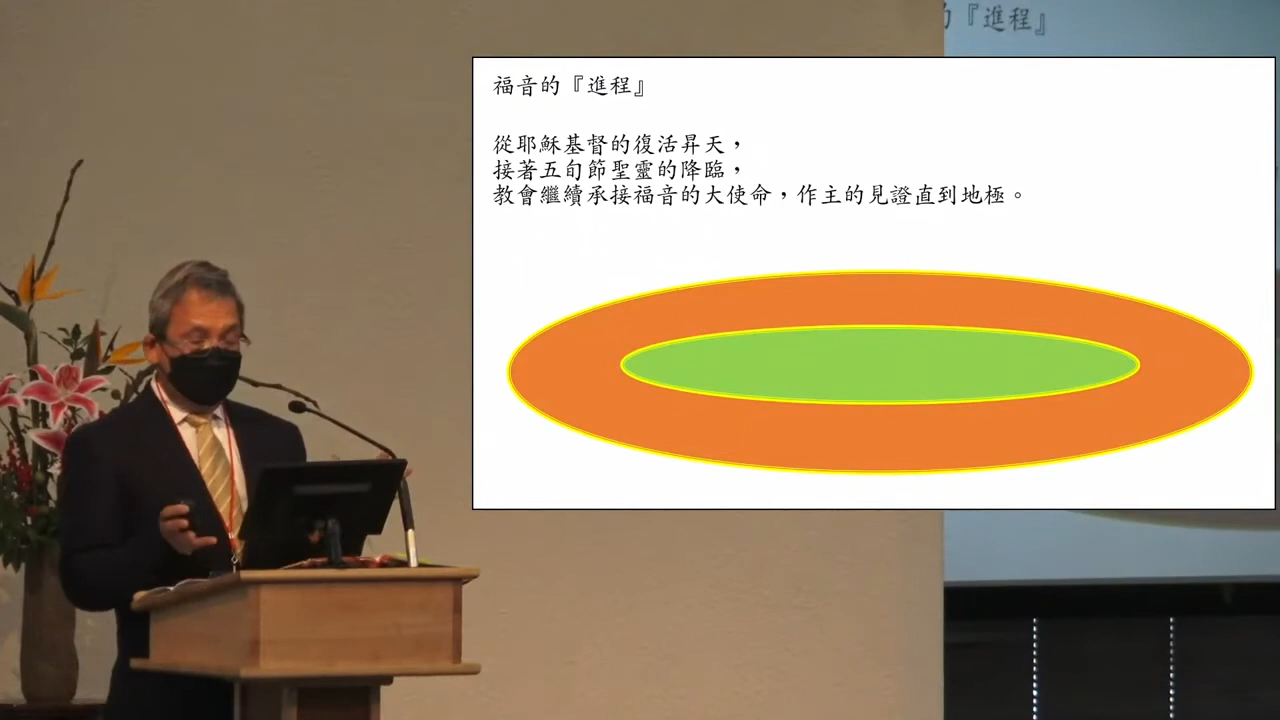 的『進程』
福音的『進程』
從耶穌基督的復活昇天，
接著五旬節聖靈的降臨，
教會繼續承接福音的大使命，作主的見證直到地極。